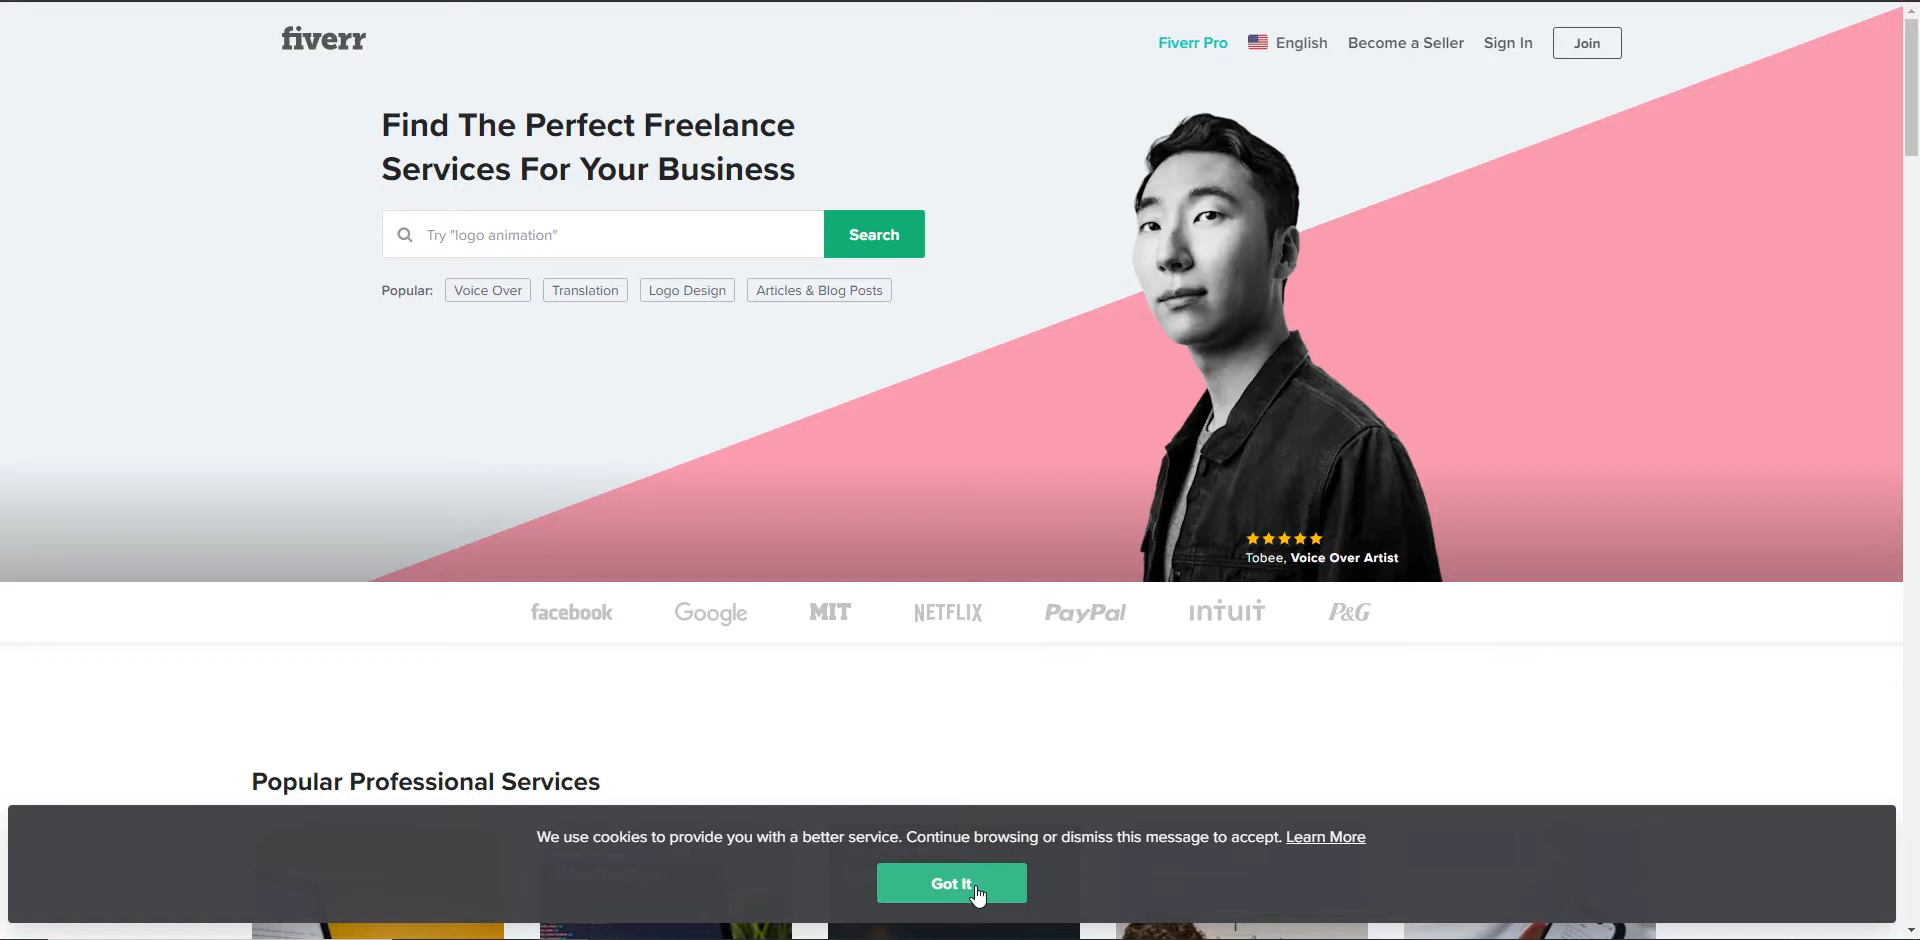 fiverr
Fiverr Pro
English
Become a Seller
Sign In
Join
Find The Perfect Freelance
Services For Your Business
Try "logo animation"
Search
Popular:
Voice Over
Translation
Logo Design
Articles & Blog Posts
Tobee, Voice Over Artist
facebook
Google
MIT
NETFLIX
PayPal
intuit
P&G
Popular Professional Services
We use cookies to provide you with a better service. Continue browsing or dismiss this message to accept. Learn More
Got It